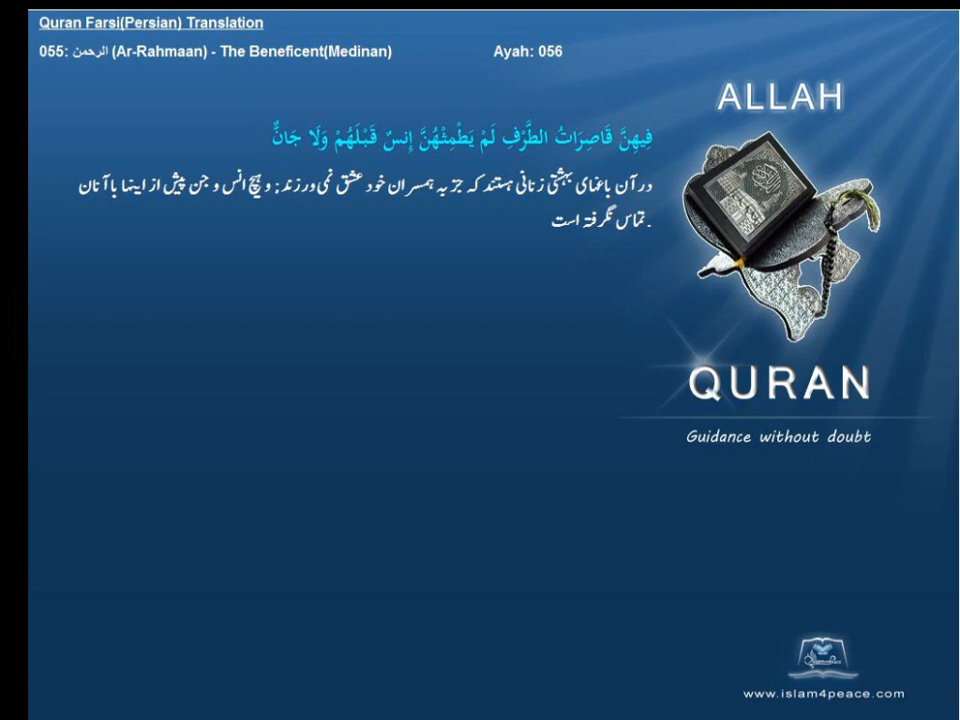 Quran Farsi(Persian) Translation
055: الرحمن (Ar-Rahmaan) - The Beneficent(Medinan) Ayah: 056
فِيهِنَّ قَاصِرَاتُ الطَّرْفِ لَمْ يَطْمِثْهُنَّ إِنسٌ قَبْلَهُمْ وَلَا جَانٌّ
در آن باغهای بهشتی زنانی هستند که جز به همسران خود عشق نمی‌ورزند; و هیچ انس و جن پیش از اینها با آنان
.تماس نگرفته است
ALLAH
QURAN
Guidance without doubt
www.islam4peace.com